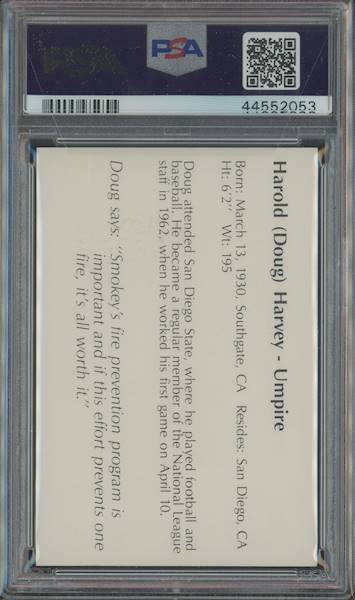 PSA
44552053
Harold (Doug) Harvey - Umpire
Born: March 13, 1930, Southgate, CA Resides: San Diego, CA
Ht: 6'2" Wt: 195
Doug attended San Diego State, where he played football and
baseball. He became a regular member of the National League
staff in 1962, when he worked his first game on April 10.
Doug says: "Smokey's fire prevention program is
important and if this effort prevents one
fire, it's all worth it."